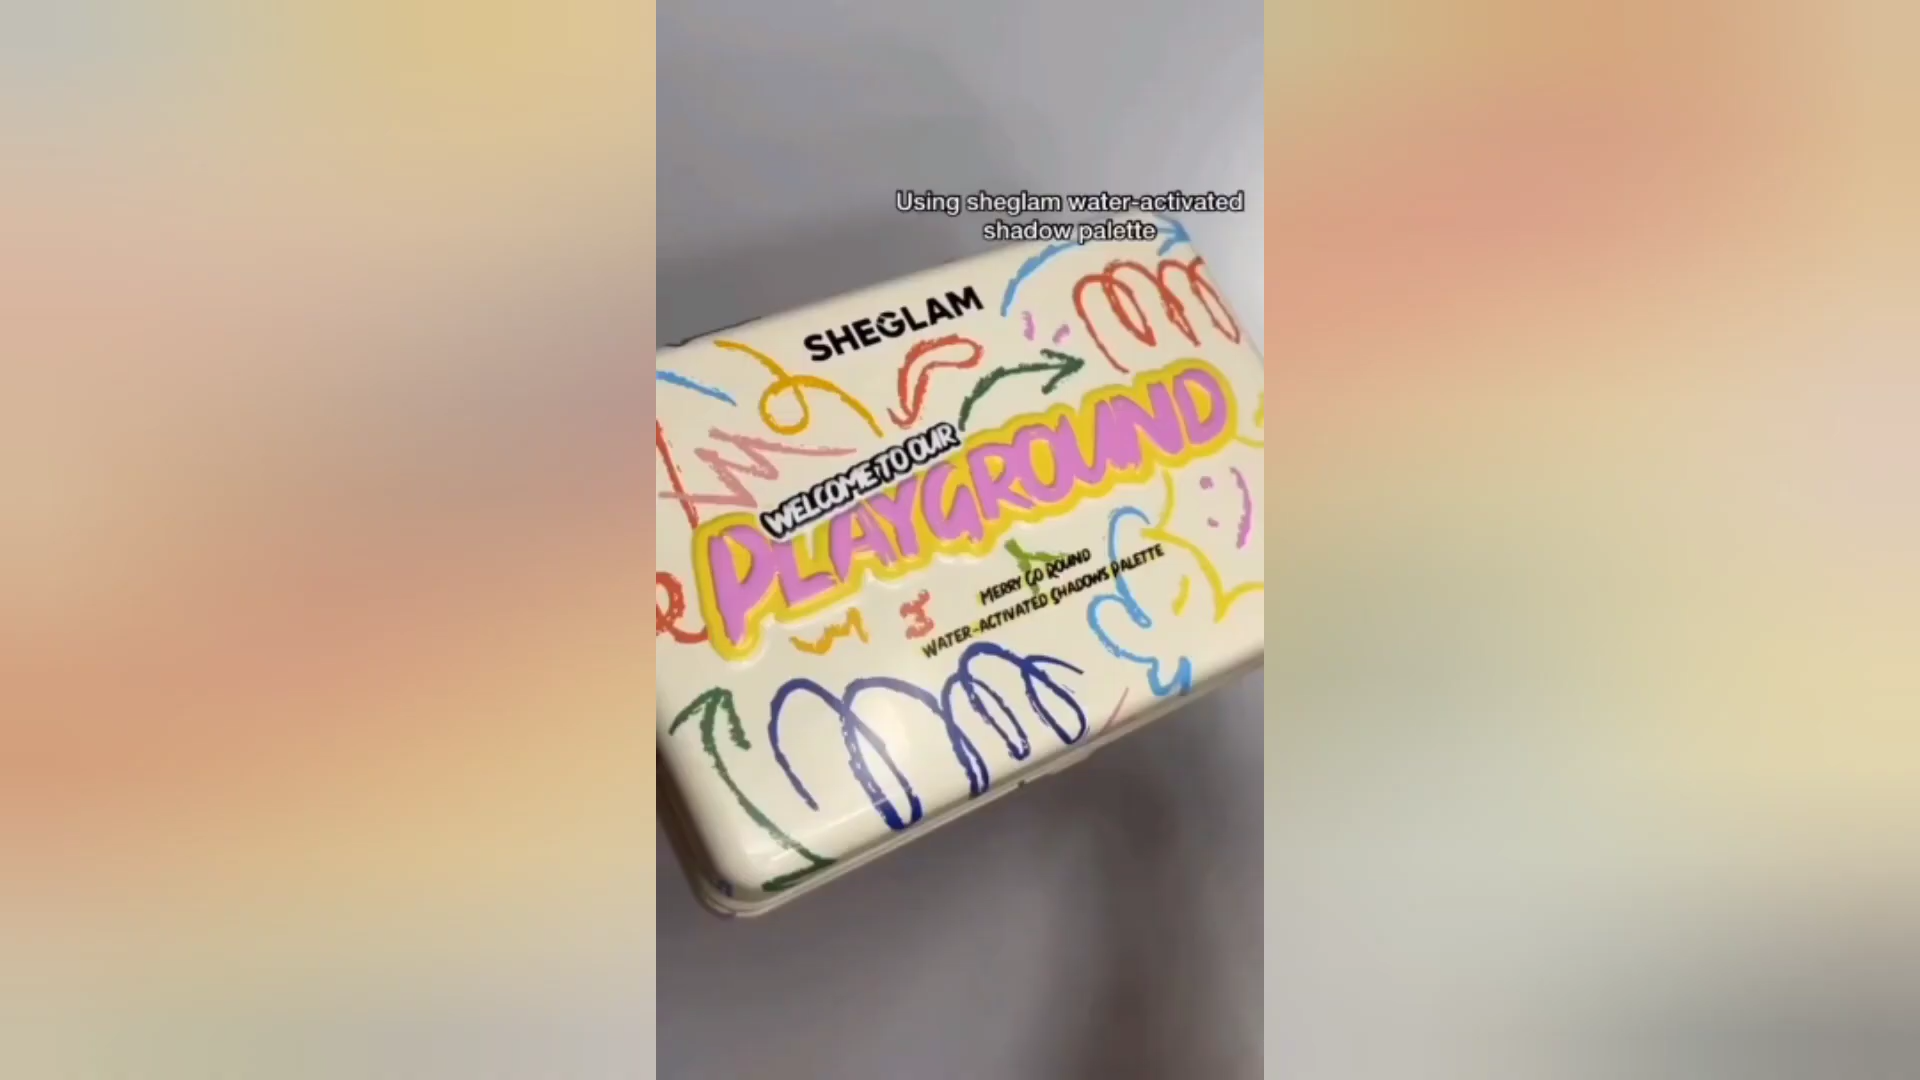 Using sheglam water-activated
shadow palette
SHEGLAM
WELCOME TO OUR
PLAYGROUND
MERRY GO ROUND
WATER-ACTIVATED SHADOWS PALETTE